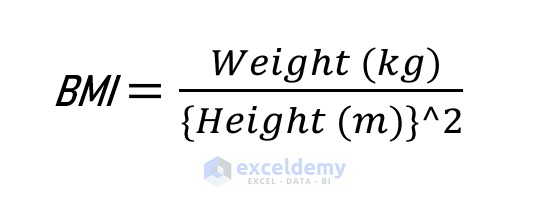 BMI = Weight (kg)
{Height (m)}^2
exceldemy
EXCEL - DATA - BI